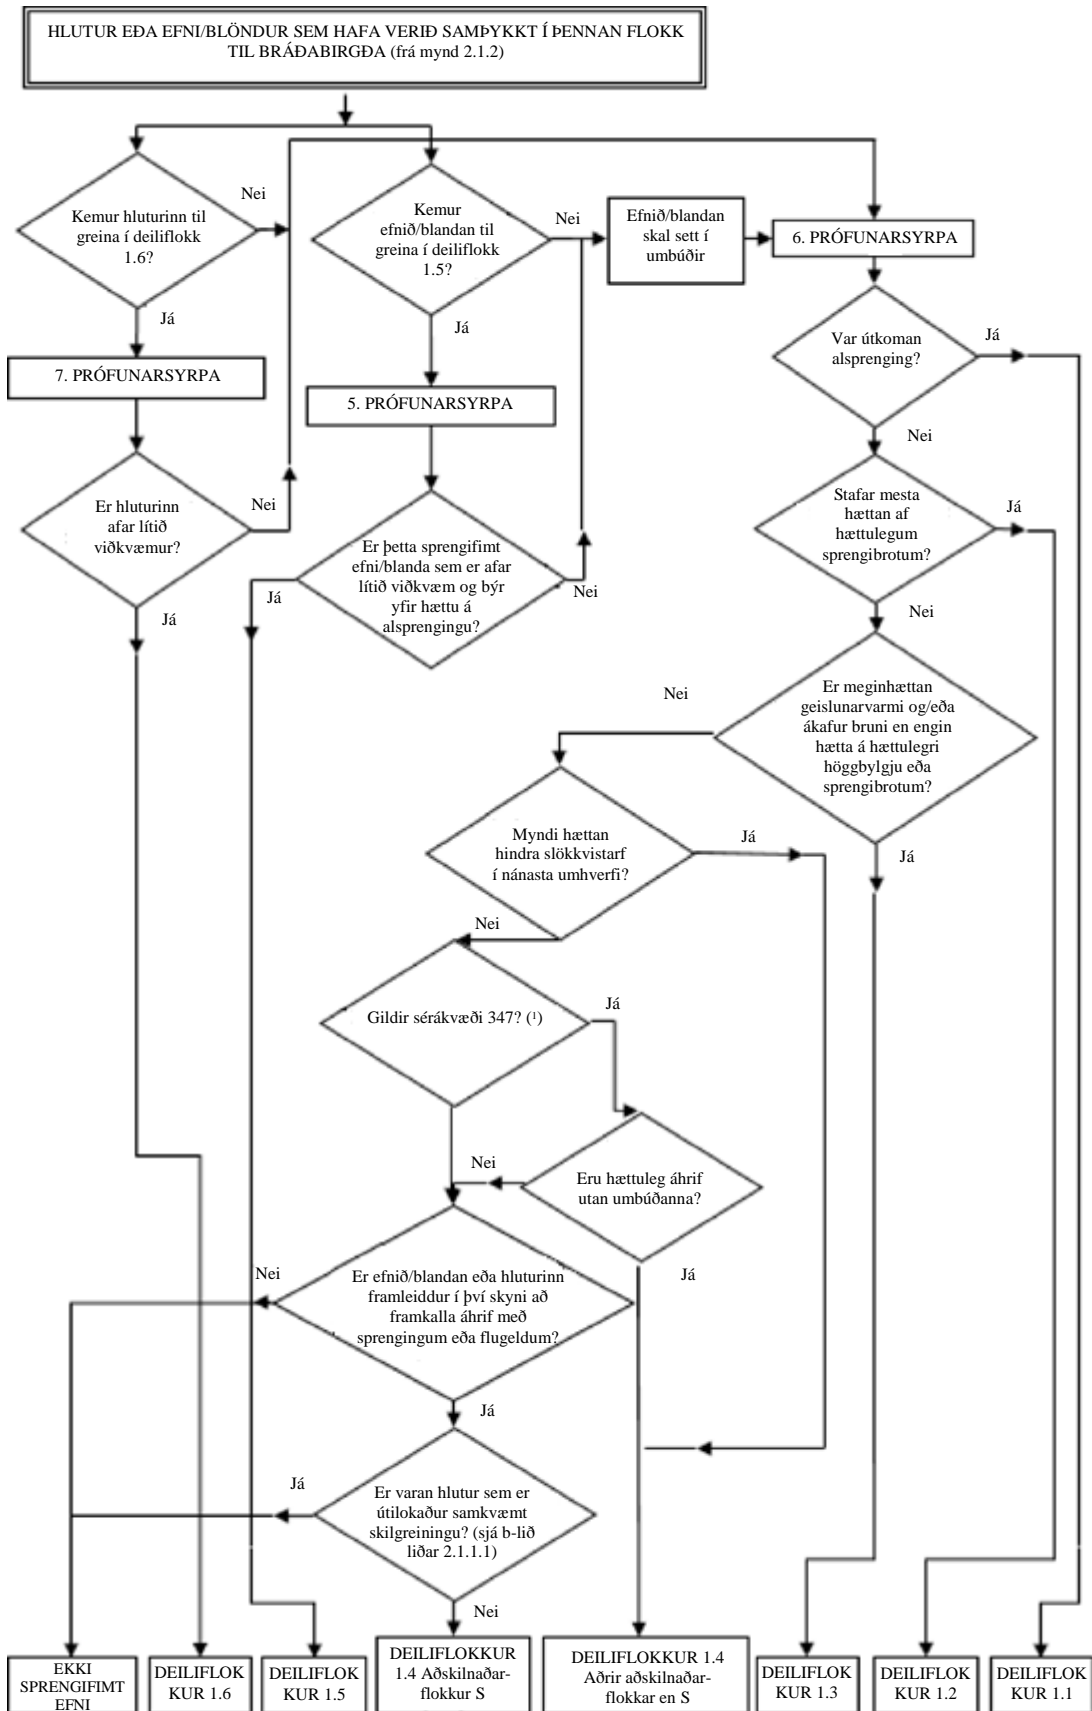 HLUTUR EÐA EFNI/BLÖNDUR SEM HAFA VERIÐ SAMÞYKKT Í ÞENNAN FLOKK
TIL BRÁÐABIRGÐA (frá mynd 2.1.2)
Kemur hluturinn til
greina í deiliflokk
1.6?
Nei
Já
Kemur
efnið/blandan til
greina í deiliflokk
1.5?
Nei
Já
Efnið/blandan
skal sett í
umbúðir
6. PRÓFUNARSYRPA
7. PRÓFUNARSYRPA
5. PRÓFUNARSYRPA
Var útkoman
alsprenging?
Já
Nei
Er hluturinn
afar lítið
viðkvæmur?
Nei
Já
Er þetta sprengifimt
efni/blanda sem er afar
lítið viðkvæm og býr
yfir hættu á
alsprengingu?
Já
Nei
Stafar mesta
hættan af
hættulegum
sprengibrotum?
Já
Nei
Er meginhættan
geislunarvarmi og/eða
ákafur bruni en engin
hætta á hættulegri
höggbylgju eða
sprengibrotum?
Nei
Já
Myndi hættan
hindra slökkvistarf
í nánasta umhverfi?
Já
Nei
Gildir sérákvæði 347? (¹)
Já
Nei
Eru hættuleg áhrif
utan umbúðanna?
Já
Er efnið/blandan eða hluturinn
framleiddur í því skyni að
framkalla áhrif með
sprengingum eða flugeldum?
Nei
Já
Er varan hlutur sem er
útilokaður samkvæmt
skilgreiningu? (sjá b-lið
liðar 2.1.1.1)
Já
Nei
EKKI
SPRENGIFIMT
EFNI
DEILIFLOK
KUR 1.6
DEILIFLOK
KUR 1.5
DEILIFLOKKUR
1.4 Aðskilnaðar-
flokkur S
DEILIFLOKKUR 1.4
Aðrir aðskilnaðar-
flokkar en S
DEILIFLOK
KUR 1.3
DEILIFLOK
KUR 1.2
DEILIFLOK
KUR 1.1